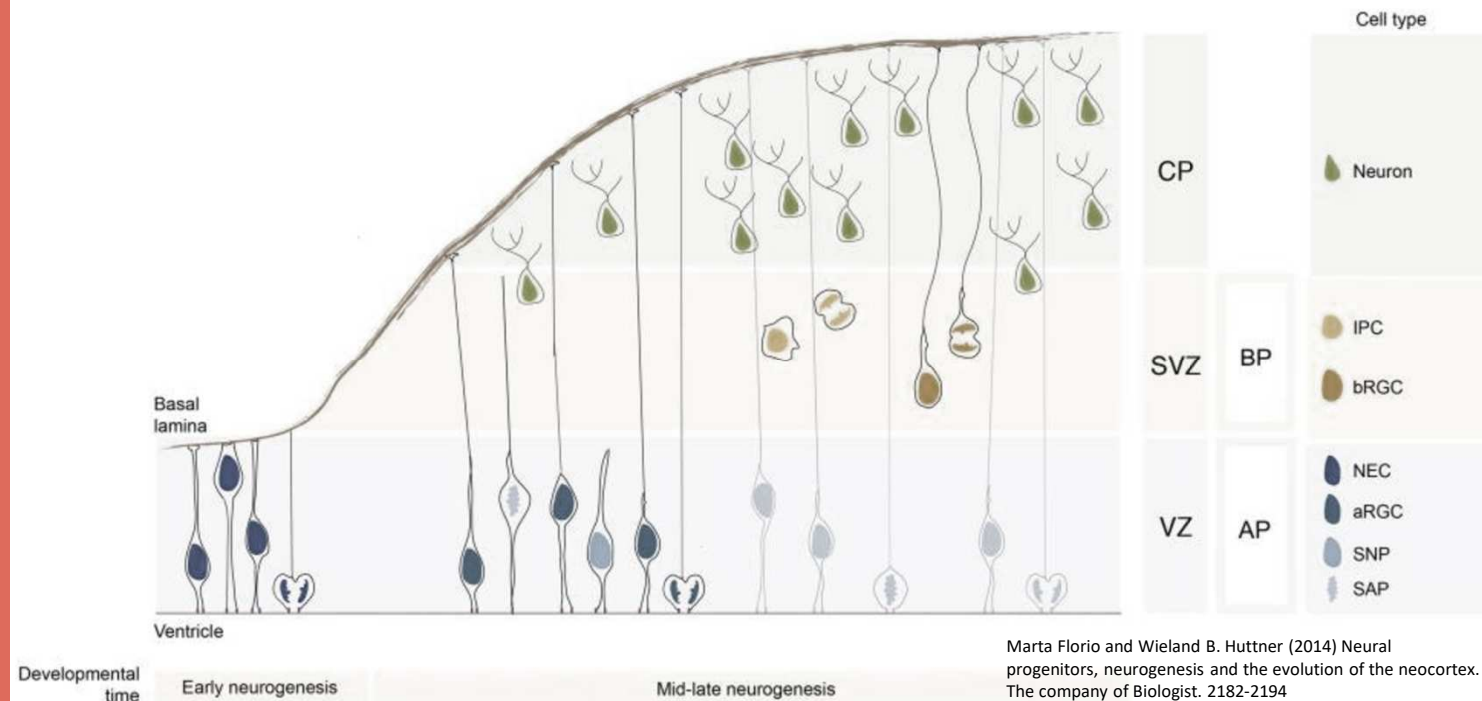 Cell type
CP
Neuron
IPC
SVZ
BP
bRGC
Basal
lamina
NEC
aRGC
VZ
AP
SNP
SAP
Ventricle
Marta Florio and Wieland B. Huttner (2014) Neural
progenitors, neurogenesis and the evolution of the neocortex.
The company of Biologist. 2182-2194
Developmental
time
Early neurogenesis
Mid-late neurogenesis